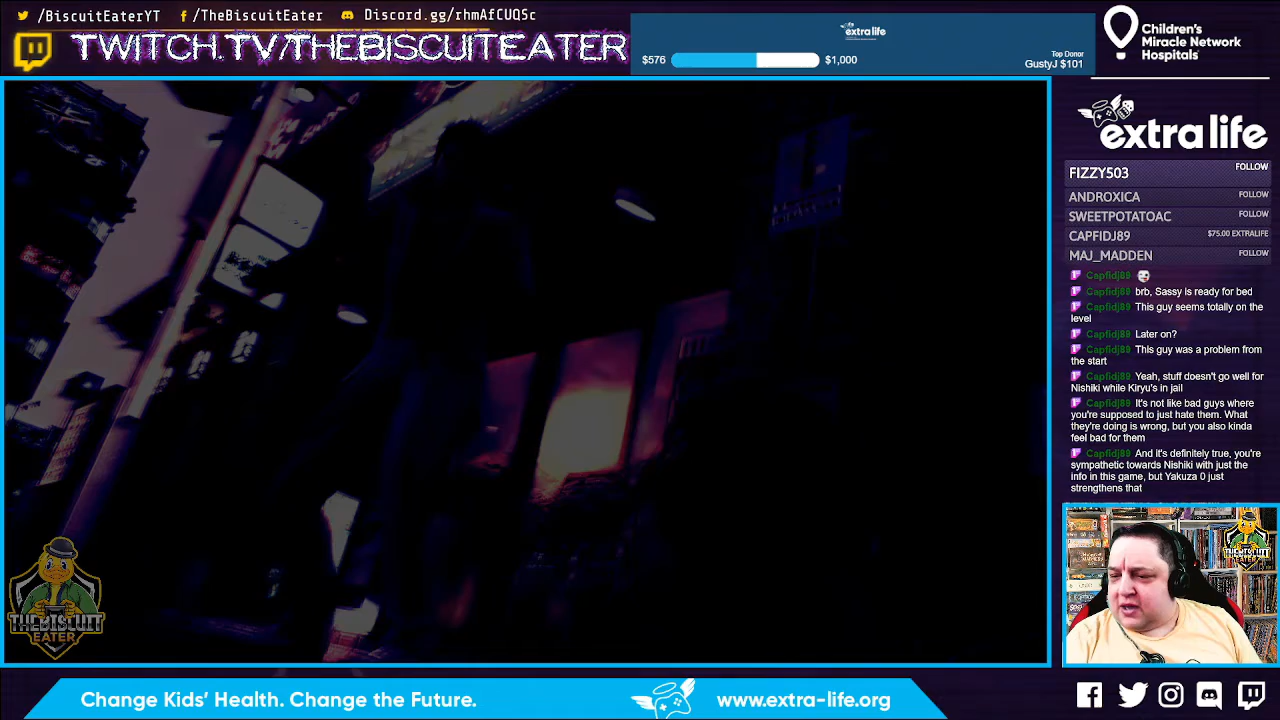 /BiscuitEaterYT
/TheBiscuitEater
Discord.gg/rhmAfCUQSc
TWITCH.TV/THEBISCUITEATER
extralife
$576
$1,000
Top Donor
GustyJ $101
Children's
Miracle Network
Hospitals
extralife
FIZZY503 FOLLOW
ANDROXICA FOLLOW
SWEETPOTATOAC FOLLOW
CAPFIDJ89 $75.00 EXTRALIFE
MAJ_MADDEN FOLLOW
Capfidj89
Capfidj89 brb, Sassy is ready for bed
Capfidj89 This guy seems totally on the
level
Capfidj89 Later on?
Capfidj89 This guy was a problem from
the start
Capfidj89 Yeah, stuff doesn't go well for
Nishiki while Kiryu's in jail
Capfidj89 It's not like bad guys where
you're supposed to just hate them. What
they're doing is wrong, but you also kinda
feel bad for them
Capfidj89 And it's definitely true, you're
sympathetic towards Nishiki with just the
info in this game, but Yakuza 0 just
strengthens that
THEBISCUIT
EATER
THEBISCUIT
EATER
Change Kids' Health. Change the Future.
www.extra-life.org